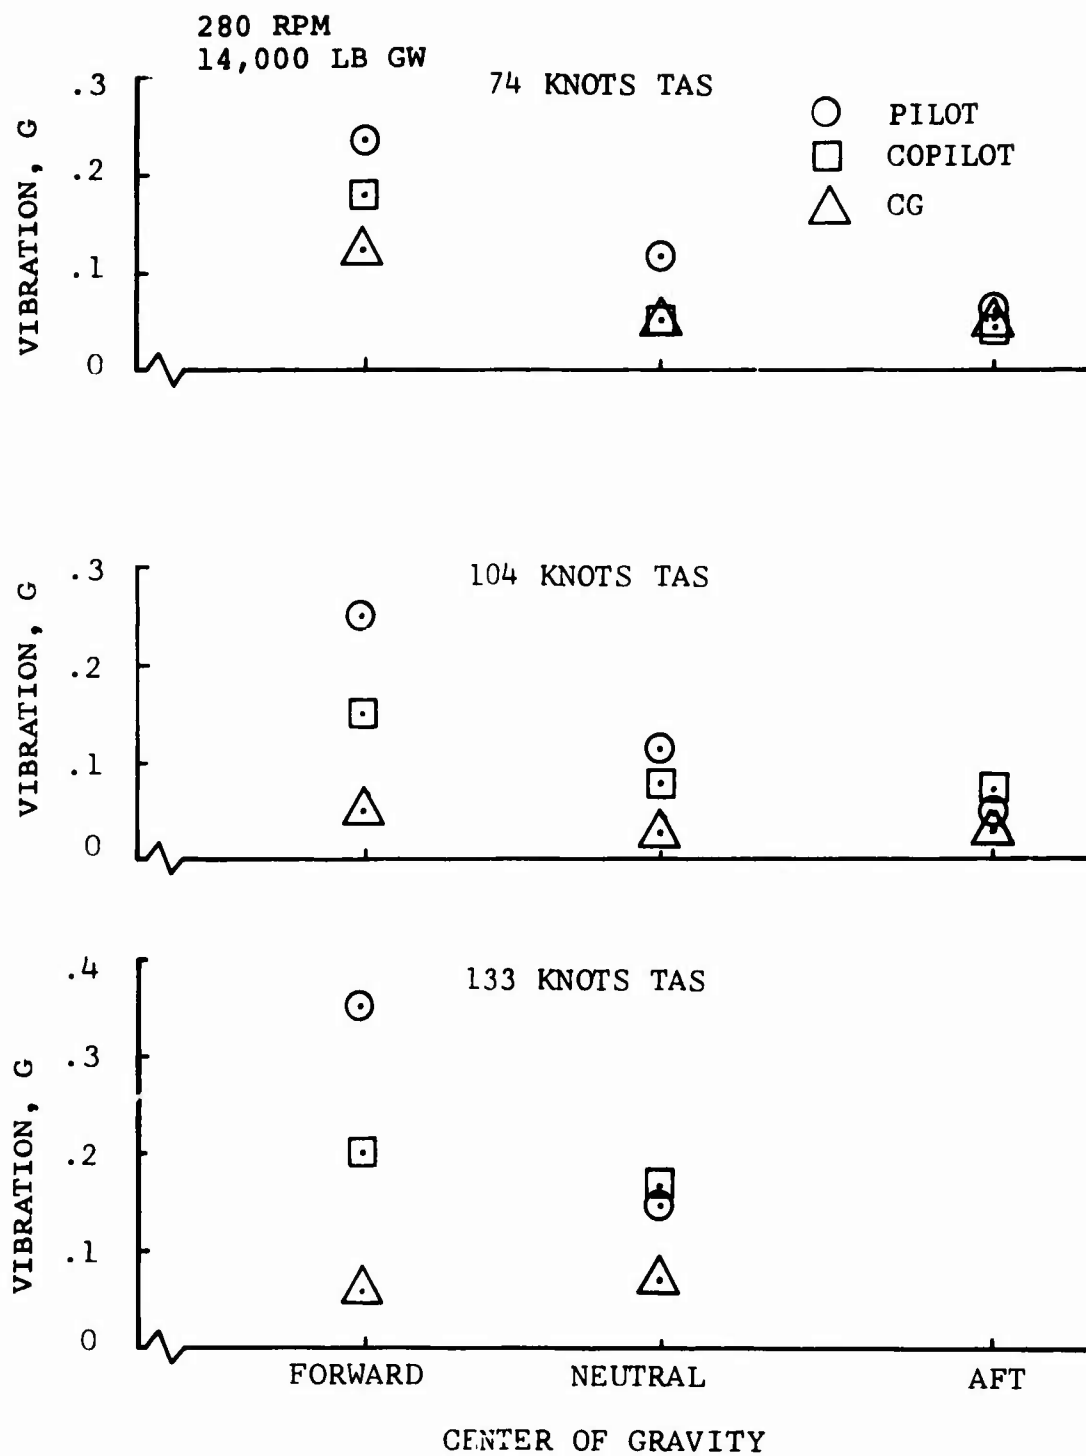 280 RPM
14,000 LB GW
74 KNOTS TAS
PILOT
COPILOT
CG
VIBRATION, G
.3
.2
.1
0
104 KNOTS TAS
VIBRATION, G
.3
.2
.1
0
133 KNOTS TAS
VIBRATION, G
.4
.3
.2
.1
0
FORWARD NEUTRAL AFT
CENTER OF GRAVITY